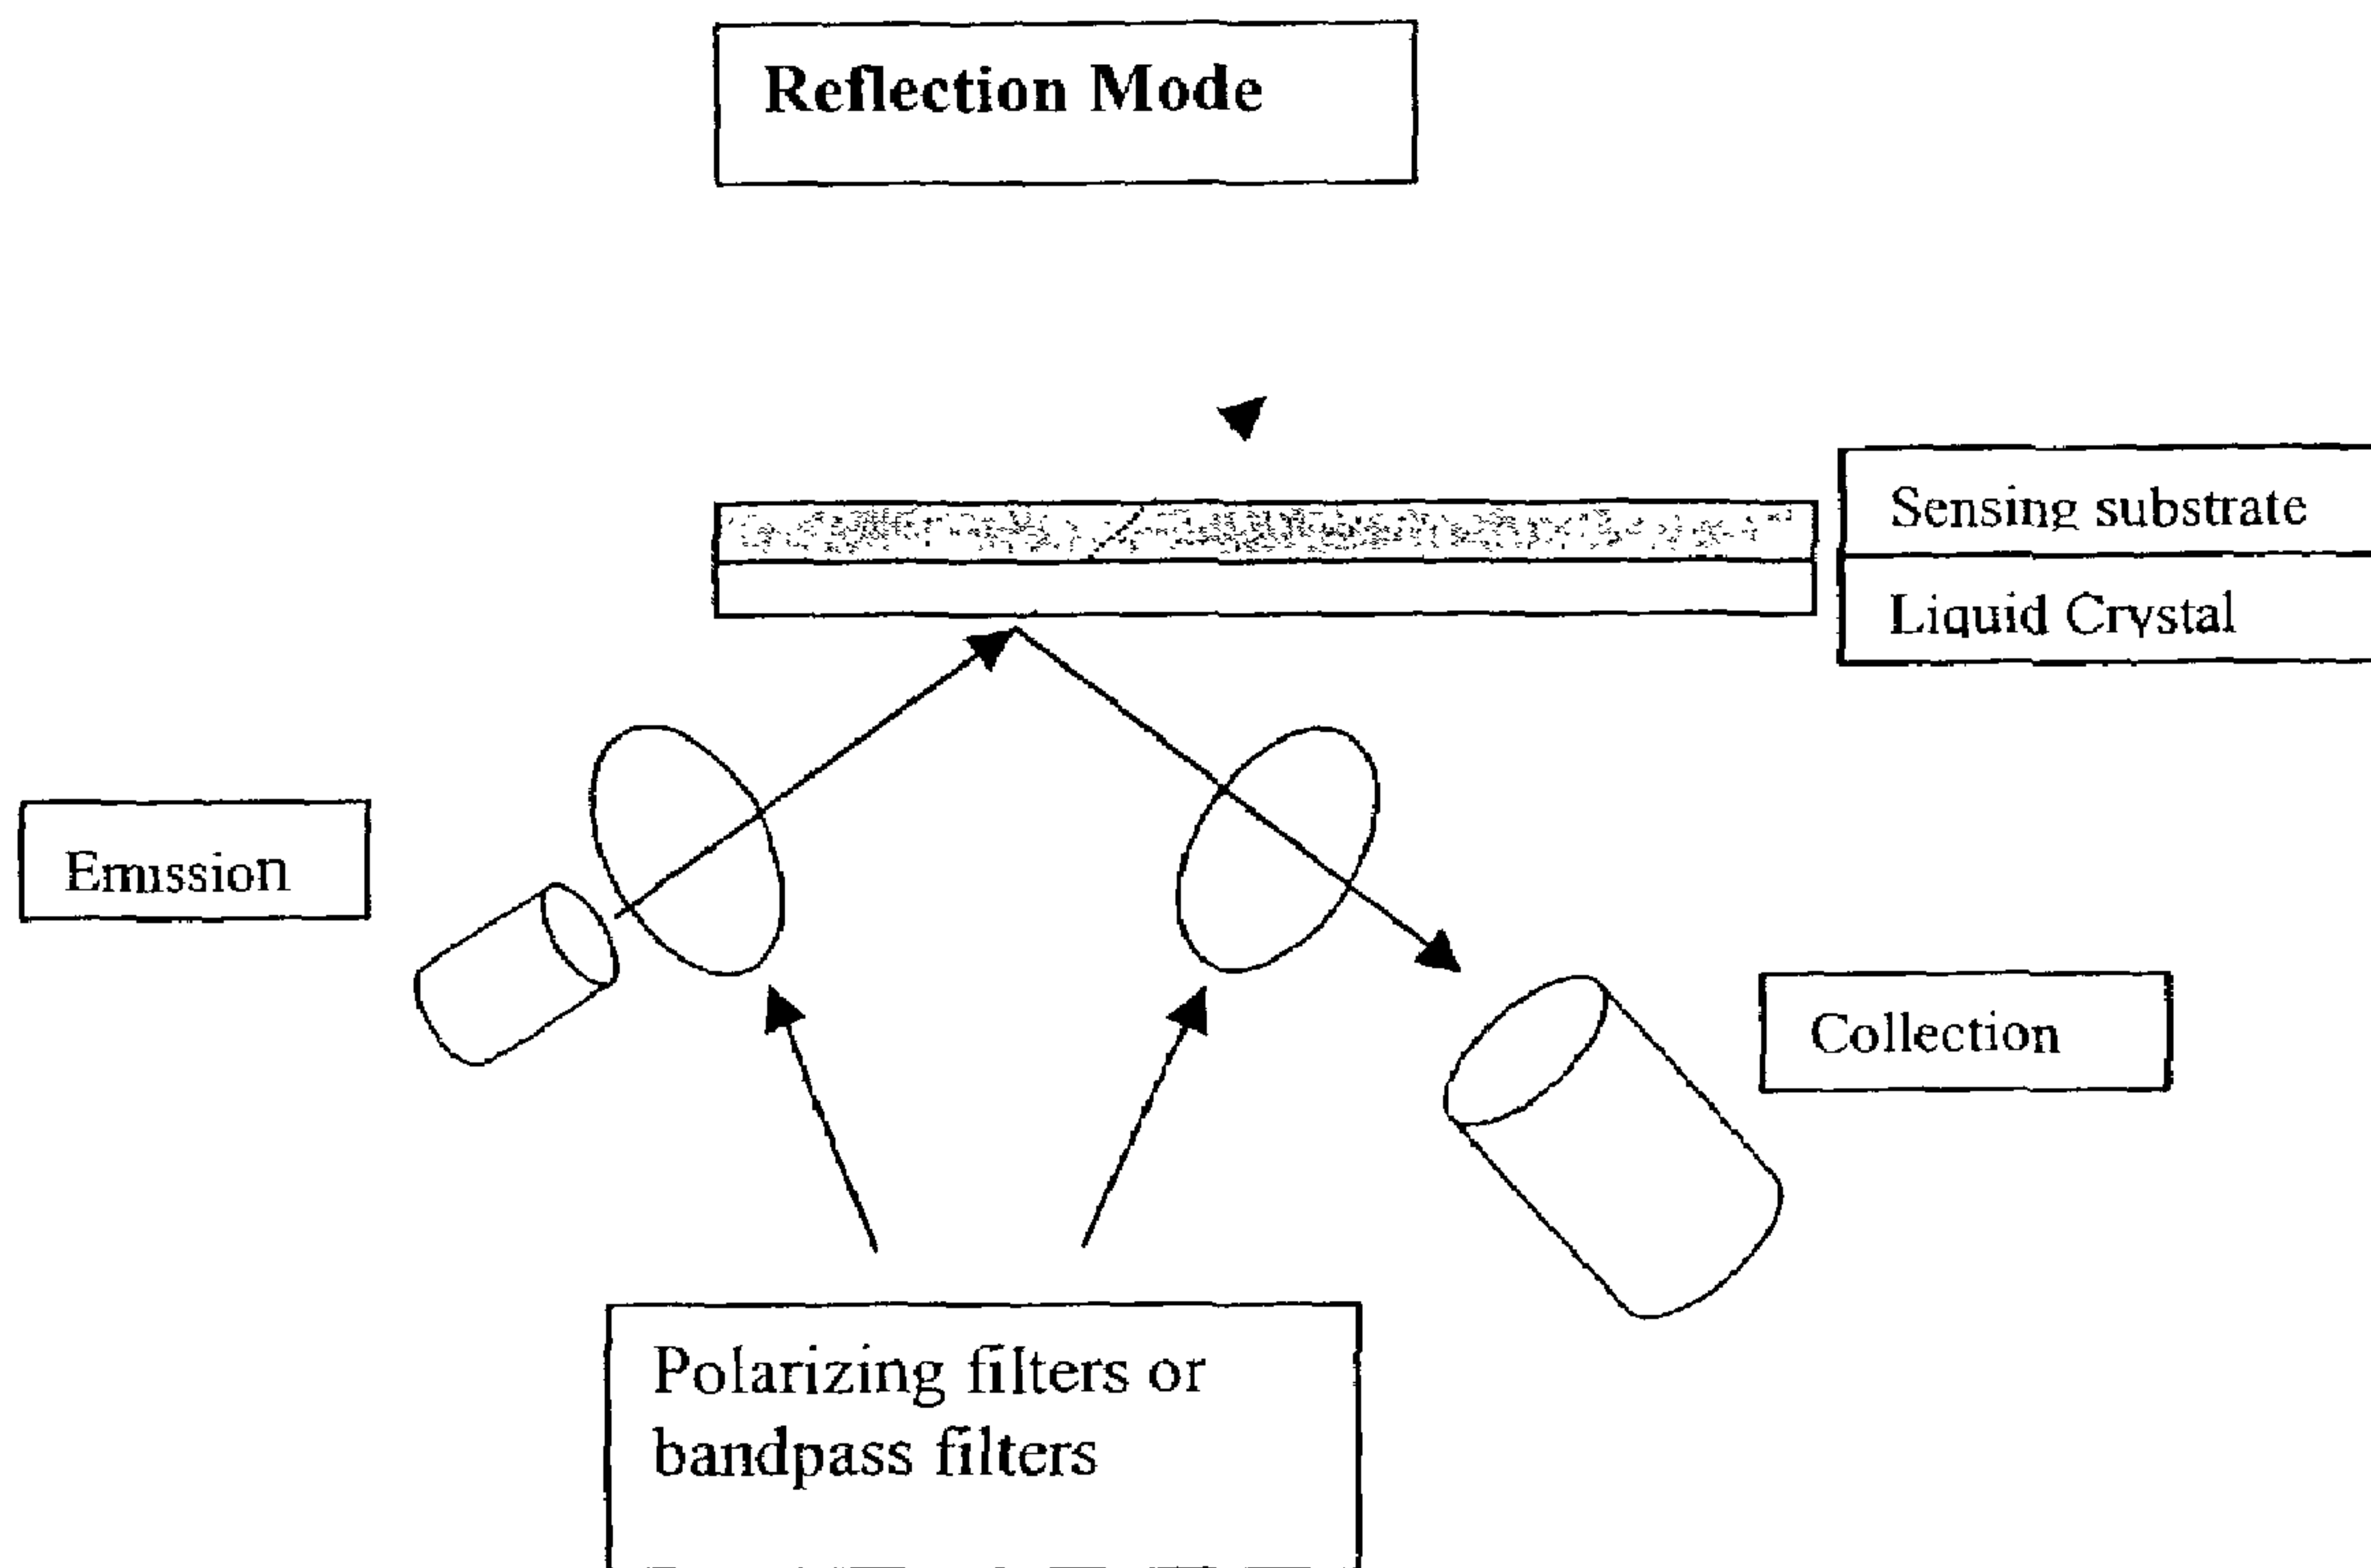 Reflection Mode
Sensing substrate
Liquid Crystal
Emission
Collection
Polarizing filters or
bandpass filters